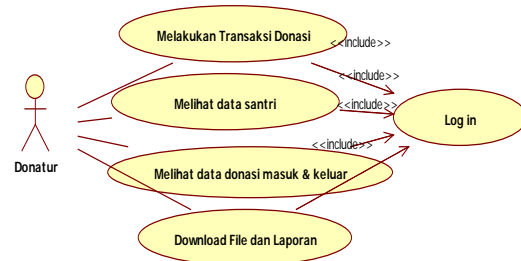 Melakukan Transaksi Donasi
<<include>>
<<include>>
Melihat data santri
<<include>>
Log in
Donatur
<<include>>
Melihat data donasi masuk & keluar
Download File dan Laporan